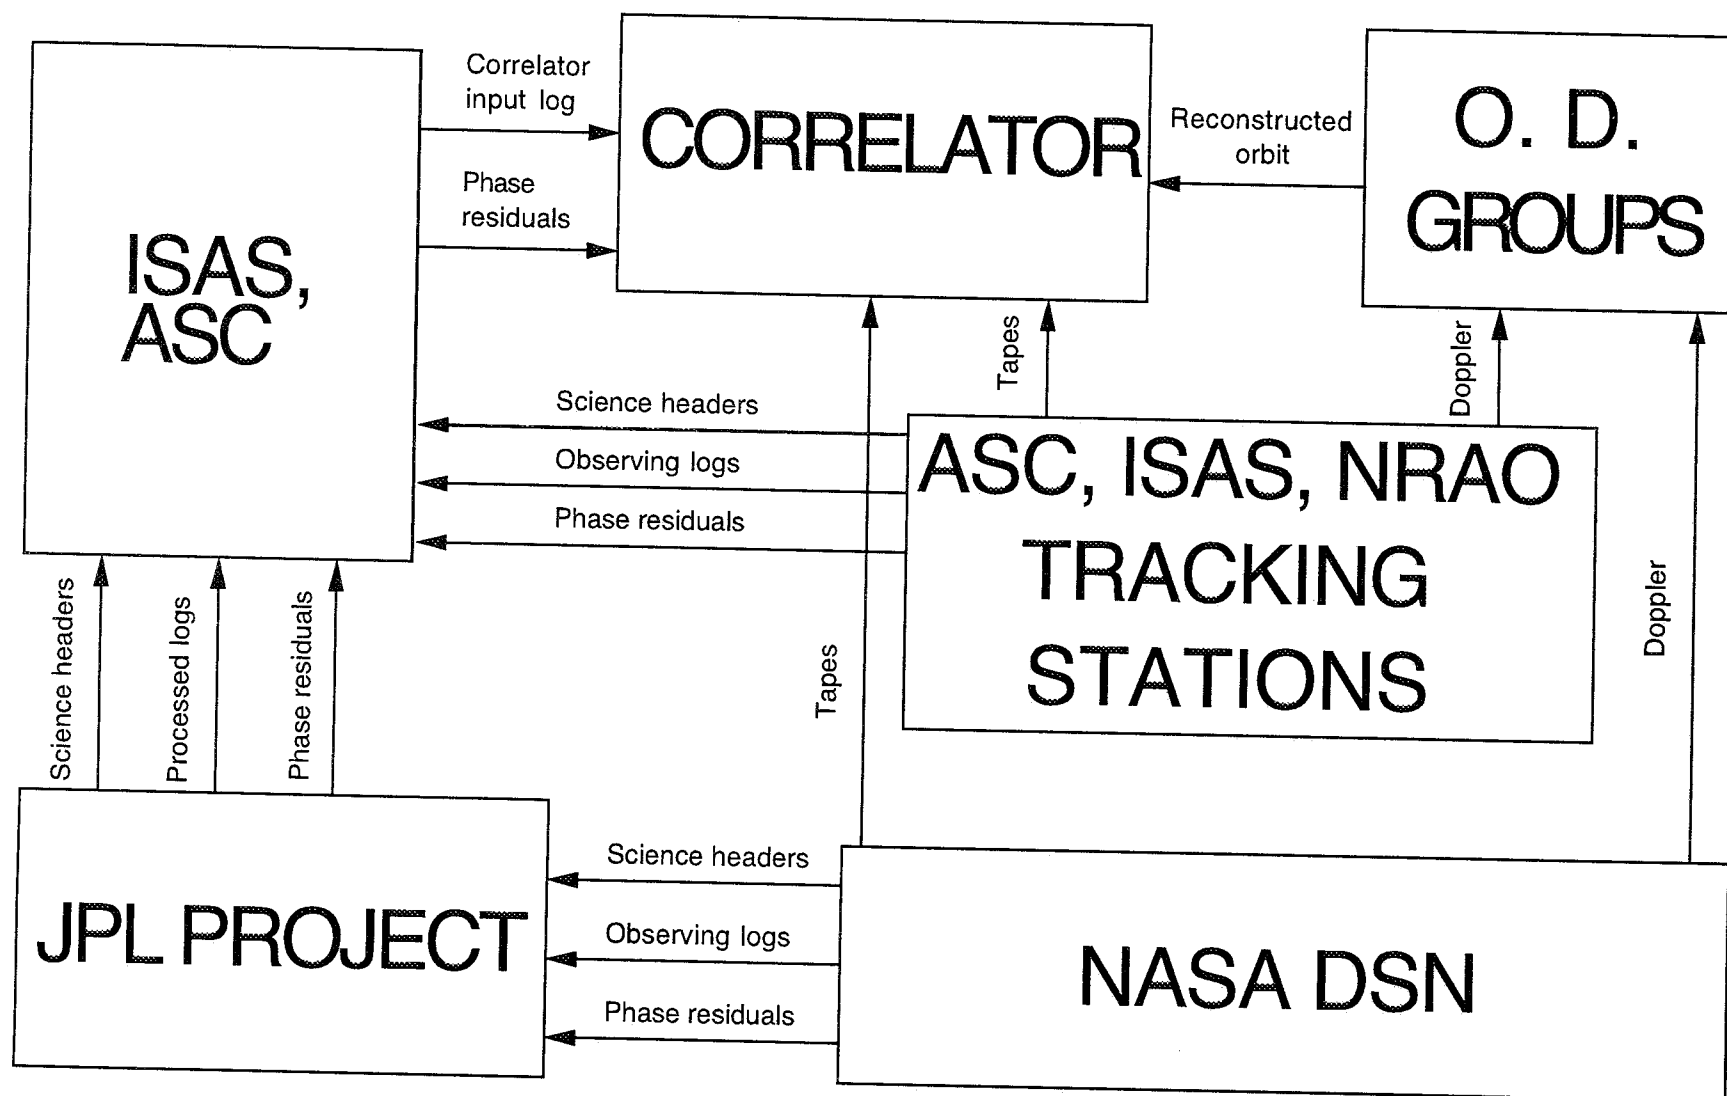 Correlator
input log
CORRELATOR
Reconstructed
orbit
O. D.
GROUPS
Phase
residuals
ISAS,
ASC
Tapes
Doppler
Science headers
Observing logs
Phase residuals
ASC, ISAS, NRAO
TRACKING
STATIONS
Science headers
Processed logs
Phase residuals
Tapes
Doppler
JPL PROJECT
Science headers
Observing logs
Phase residuals
NASA DSN